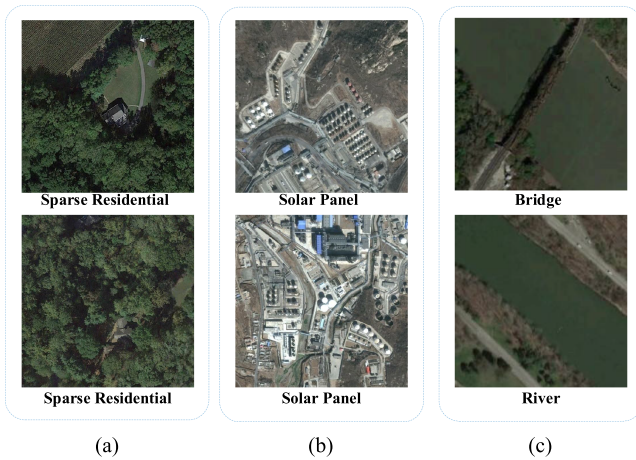 Sparse Residential
Solar Panel
Bridge
Sparse Residential
Solar Panel
River
(a)
(b)
(c)